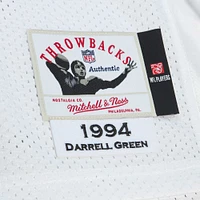 THROWBACKS
NFL
Authentic
NFL PLAYERS
NOSTALGIA CO.
Mitchell & Ness
PHILADELPHIA, PA.
1994
DARRELL GREEN